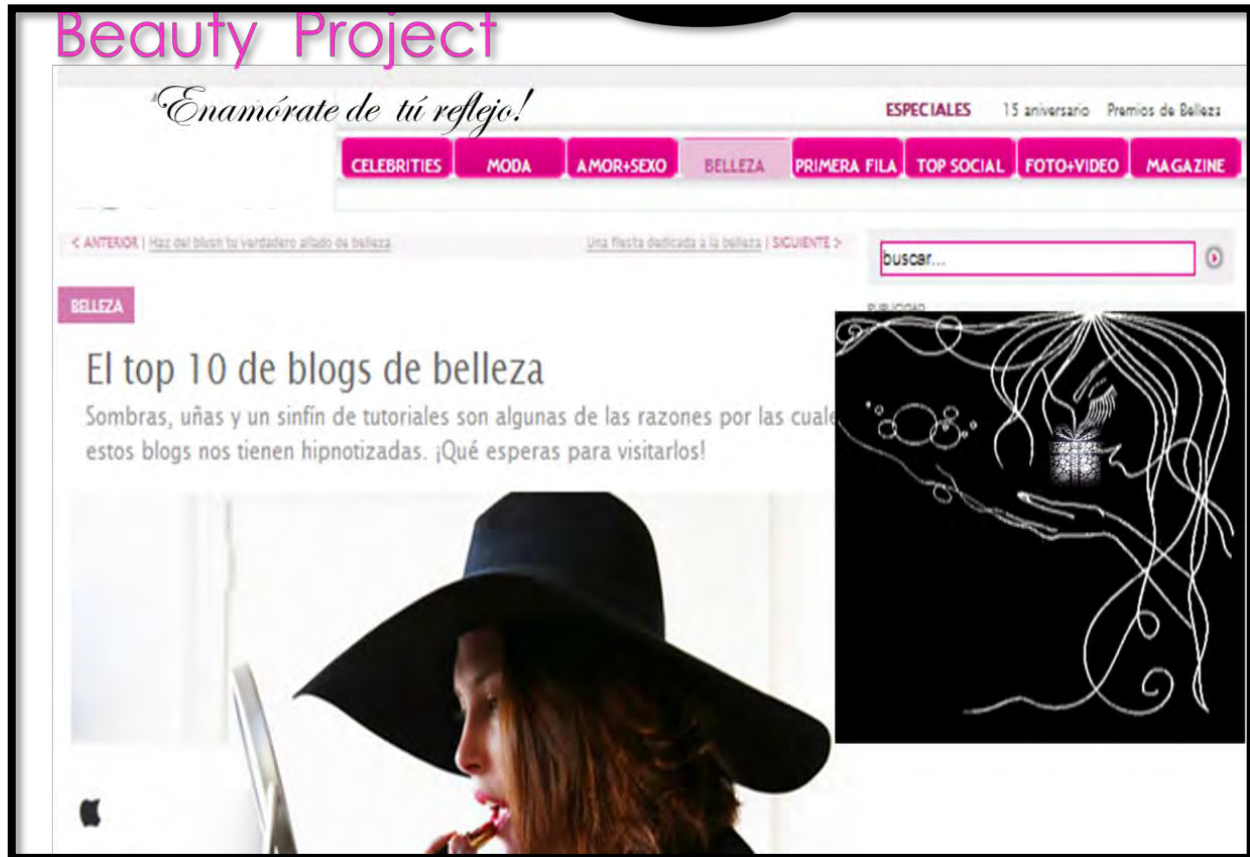 Beauty Project
Enamórate de tú reflejo!
ESPECIALES 15 aniversario Premios de Belleza
CELEBRITIES MODA AMOR+SEXO BELLEZA PRIMERA FILA TOP SOCIAL FOTO+VIDEO MAGAZINE
< ANTERIOR | Haz del blush tu verdadero aliado de belleza
Una fiesta dedicada a la belleza | SIGUIENTE >
buscar...
PUBLICIDAD
BELLEZA
El top 10 de blogs de belleza
Sombras, uñas y un sinfín de tutoriales son algunas de las razones por las cuale
estos blogs nos tienen hipnotizadas. ¡Qué esperas para visitarlos!